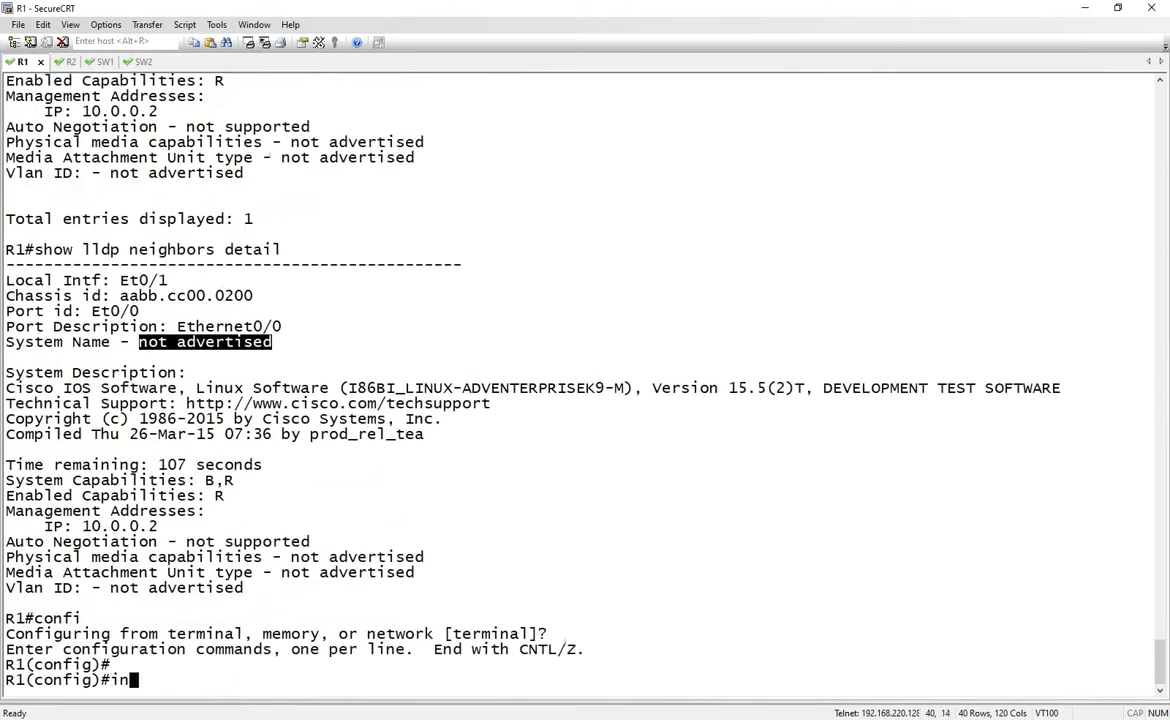 R1 - SecureCRT
File Edit View Options Transfer Script Tools Window Help
Enter host <Alt+R>
R1 R2 SW1 SW2
Enabled Capabilities: R
Management Addresses:
    IP: 10.0.0.2
Auto Negotiation - not supported
Physical media capabilities - not advertised
Media Attachment Unit type - not advertised
Vlan ID: - not advertised
Total entries displayed: 1
R1#show lldp neighbors detail
------------------------------------------------
Local Intf: Et0/1
Chassis id: aabb.cc00.0200
Port id: Et0/0
Port Description: Ethernet0/0
System Name - not advertised
System Description:
Cisco IOS Software, Linux Software (I86BI_LINUX-ADVENTERPRISEK9-M), Version 15.5(2)T, DEVELOPMENT TEST SOFTWARE
Technical Support: http://www.cisco.com/techsupport
Copyright (c) 1986-2015 by Cisco Systems, Inc.
Compiled Thu 26-Mar-15 07:36 by prod_rel_tea
Time remaining: 107 seconds
System Capabilities: B,R
Enabled Capabilities: R
Management Addresses:
    IP: 10.0.0.2
Auto Negotiation - not supported
Physical media capabilities - not advertised
Media Attachment Unit type - not advertised
Vlan ID: - not advertised
R1#confi
Configuring from terminal, memory, or network [terminal]?
Enter configuration commands, one per line.  End with CNTL/Z.
R1(config)#
R1(config)#in
Ready Telnet: 192.168.220.128 40, 14 40 Rows, 120 Cols VT100 CAP NUM